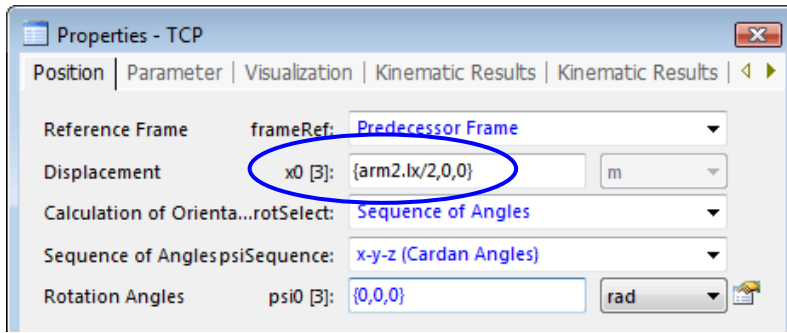 Properties - TCP
Position | Parameter | Visualization | Kinematic Results | Kinematic Results |
Reference Frame frameRef: Predecessor Frame
Displacement x0 [3]: {arm2.lx/2,0,0} m
Calculation of Orienta...rotSelect: Sequence of Angles
Sequence of AnglespsiSequence: x-y-z (Cardan Angles)
Rotation Angles psi0 [3]: {0,0,0} rad